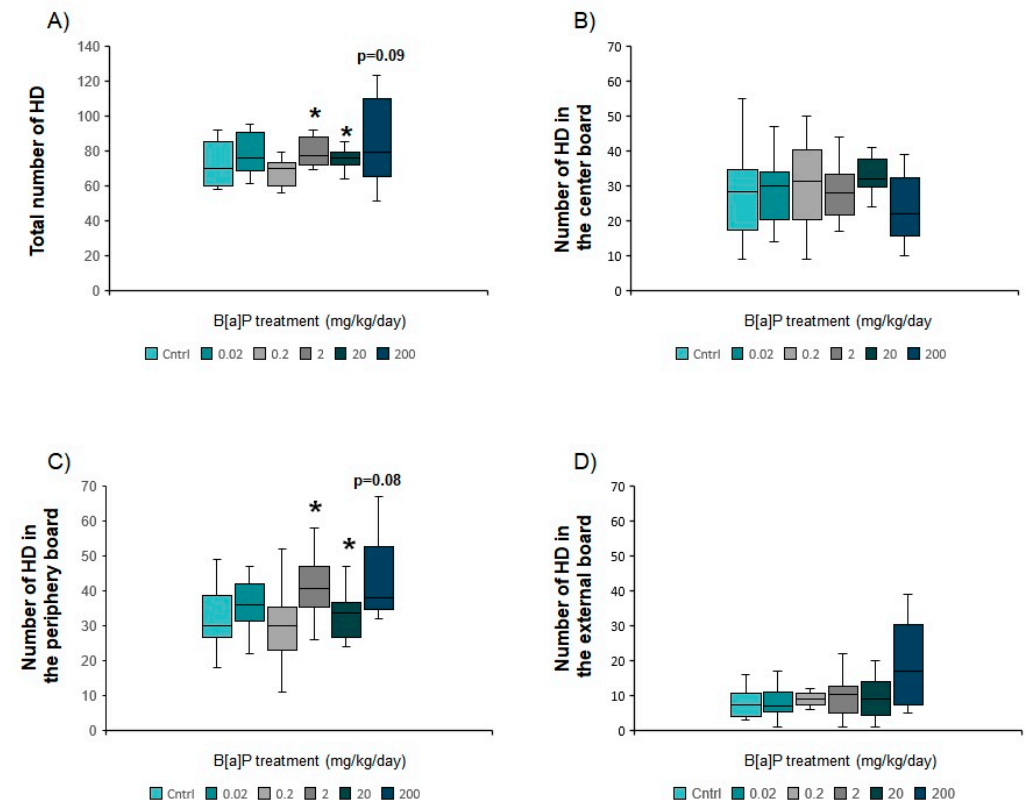 A)
p=0.09
Total number of HD
140
120
100
80
60
40
20
0
*
*
B[a]P treatment (mg/kg/day)
Cntrl 0.02 0.2 2 20 200
B)
Number of HD in
the center board
70
60
50
40
30
20
10
0
B[a]P treatment (mg/kg/day
Cntrl 0.02 0.2 2 20 200
C)
p=0.08
Number of HD in
the periphery board
70
60
50
40
30
20
10
0
*
*
B[a]P treatment (mg/kg/day)
Cntrl 0.02 0.2 2 20 200
D)
Number of HD in
the external board
70
60
50
40
30
20
10
0
B[a]P treatment (mg/kg/day)
Cntrl 0.02 0.2 2 20 200